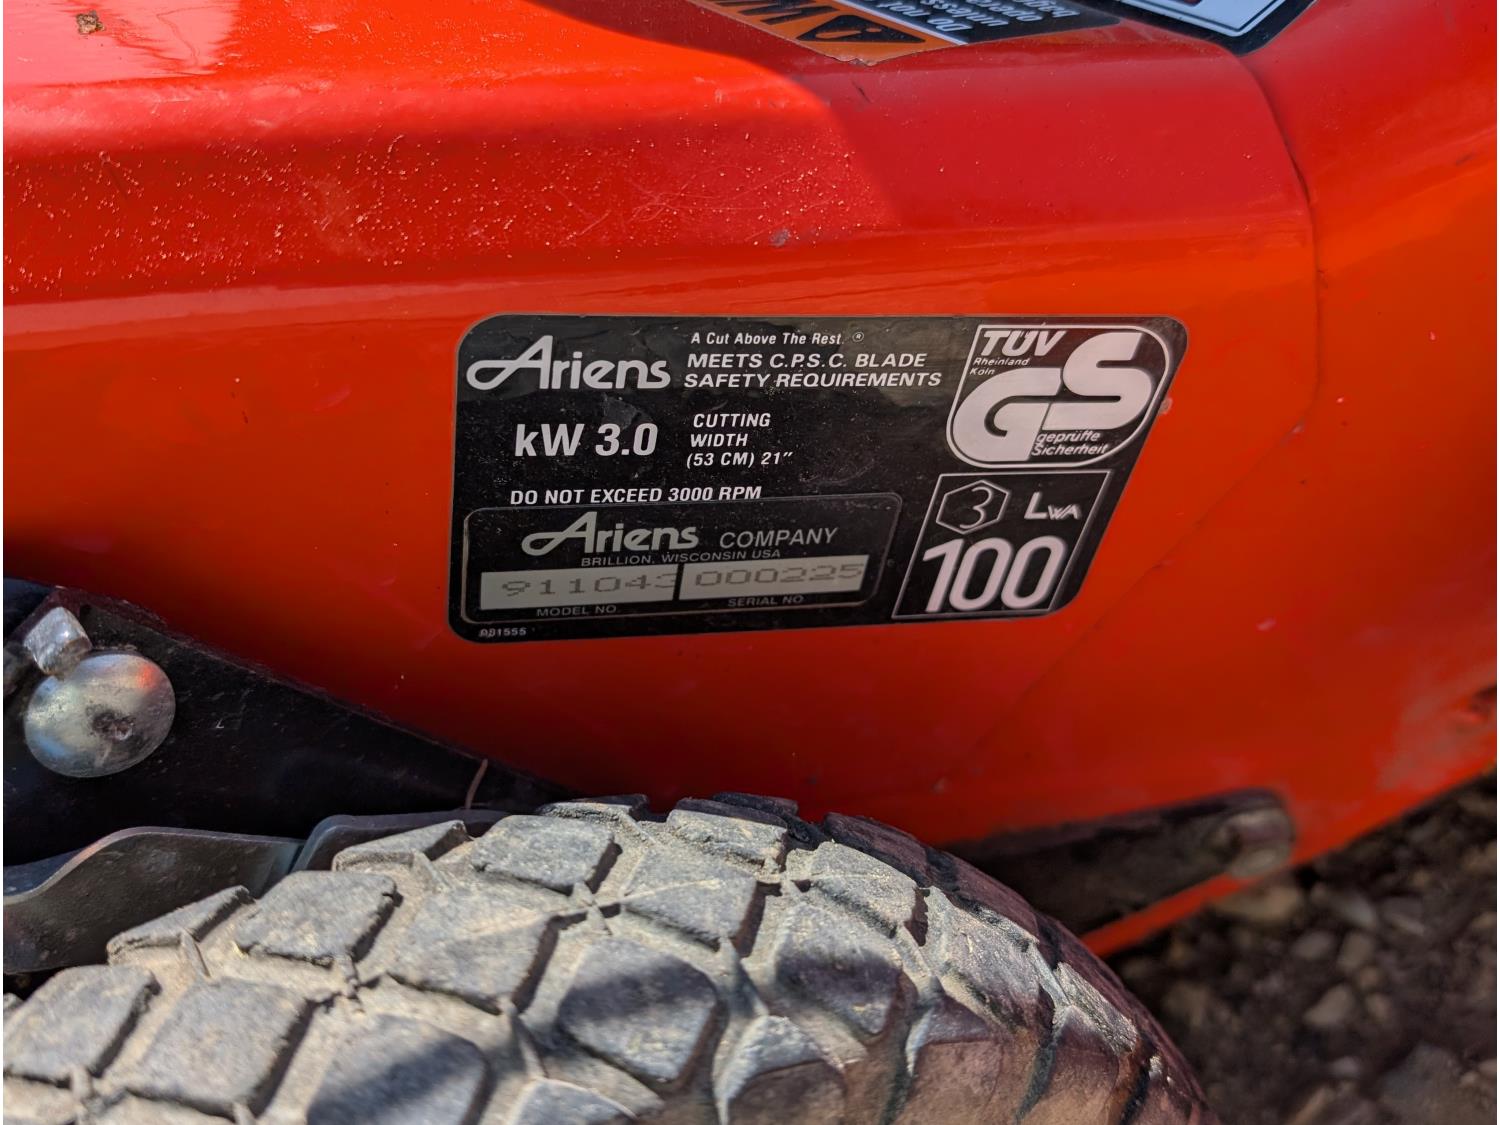 Ariens
A Cut Above The Rest. ®
MEETS C.P.S.C. BLADE
SAFETY REQUIREMENTS
kW 3.0
CUTTING
WIDTH
(53 CM) 21"
DO NOT EXCEED 3000 RPM
Ariens COMPANY
BRILLION, WISCONSIN USA
911043 000225
MODEL NO. SERIAL NO.
D81555
TÜV
Rheinland
Köln
GS
geprüfte
Sicherheit
3 LWA
100